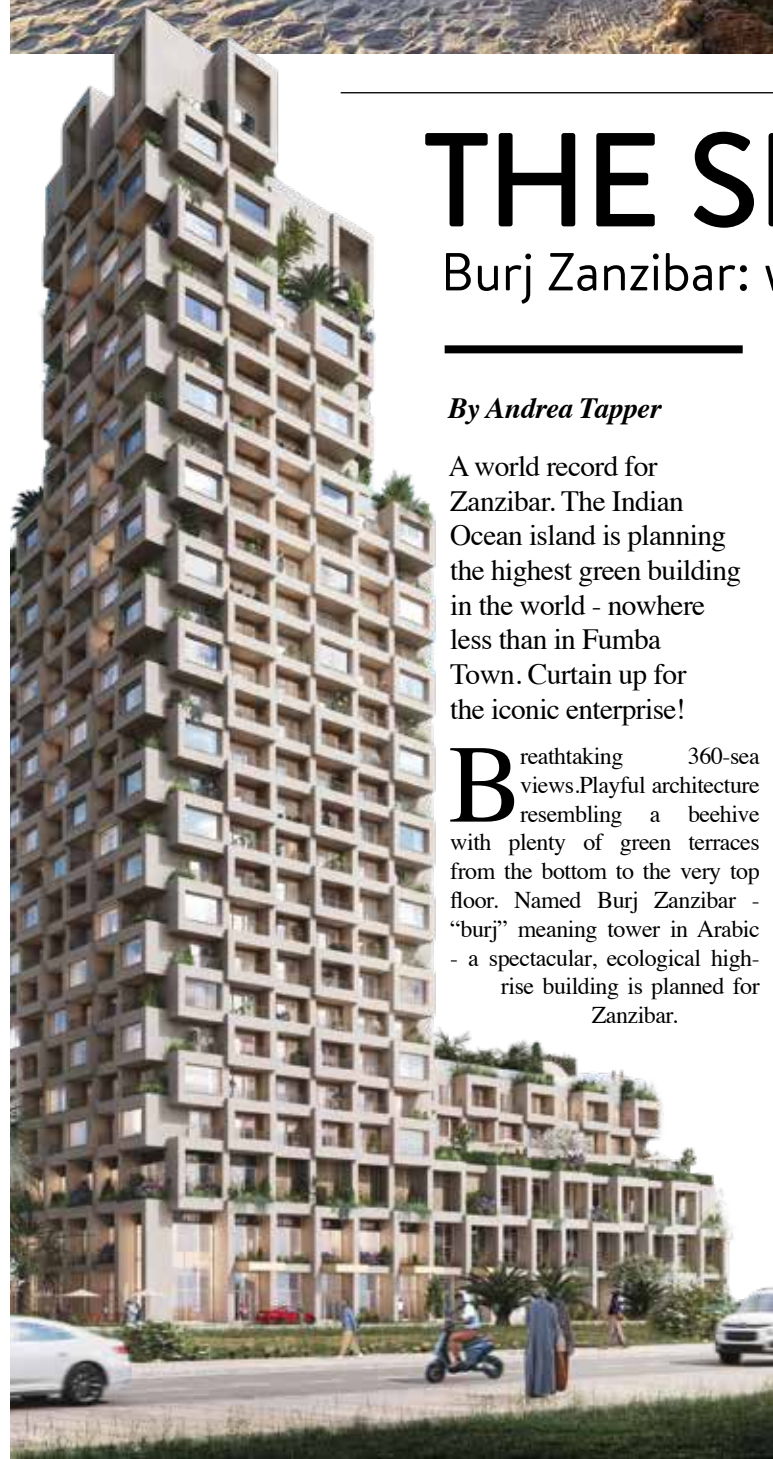 THE
Burj Zanzibar:
By Andrea Tapper
A world record for
Zanzibar. The Indian
Ocean island is planning
the highest green building
in the world - nowhere
less than in Fumba
Town. Curtain up for
the iconic enterprise!
Breathtaking 360-sea
views.Playful architecture
resembling a beehive
with plenty of green terraces
from the bottom to the very top
floor. Named Burj Zanzibar -
“burj” meaning tower in Arabic
- a spectacular, ecological high-
rise building is planned for
Zanzibar.